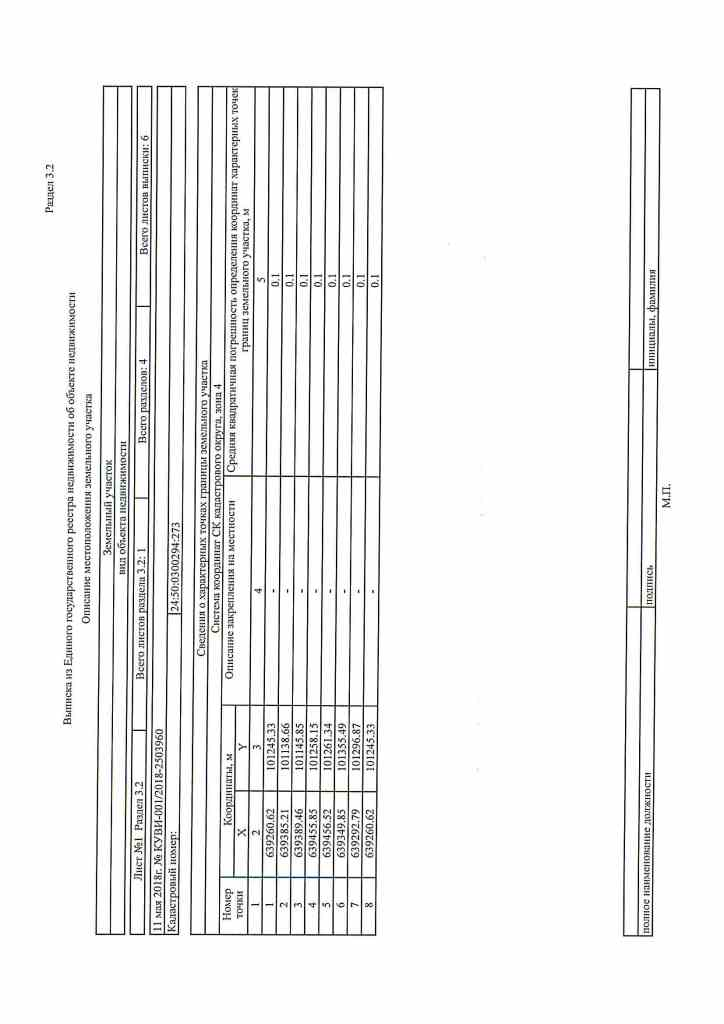 Раздел 3.2
Выписка из Единого государственного реестра недвижимости об объекте недвижимости
Описание местоположения земельного участка
Земельный участок
вид объекта недвижимости
Лист №1 Раздел 3.2 Всего листов раздела 3.2: 1 Всего разделов: 4 Всего листов выписки: 6
11 мая 2018г. № КУВИ-001/2018-2503960
Кадастровый номер: 24:50:0300294:273
Сведения о характерных точках границы земельного участка
Система координат СК кадастрового округа, зона 4
Номер точки Координаты, м Описание закрепления на местности Средняя квадратичная погрешность определения координат характерных точек
границ земельного участка, м
X Y
1 2 3 4 5
1 639260.62 101245.33 - 0.1
2 639385.21 101138.66 - 0.1
3 639389.46 101145.85 - 0.1
4 639455.85 101258.15 - 0.1
5 639456.52 101261.34 - 0.1
6 639349.85 101355.49 - 0.1
7 639292.79 101296.87 - 0.1
8 639260.62 101245.33 - 0.1
полное наименование должности подпись инициалы, фамилия
М.П.